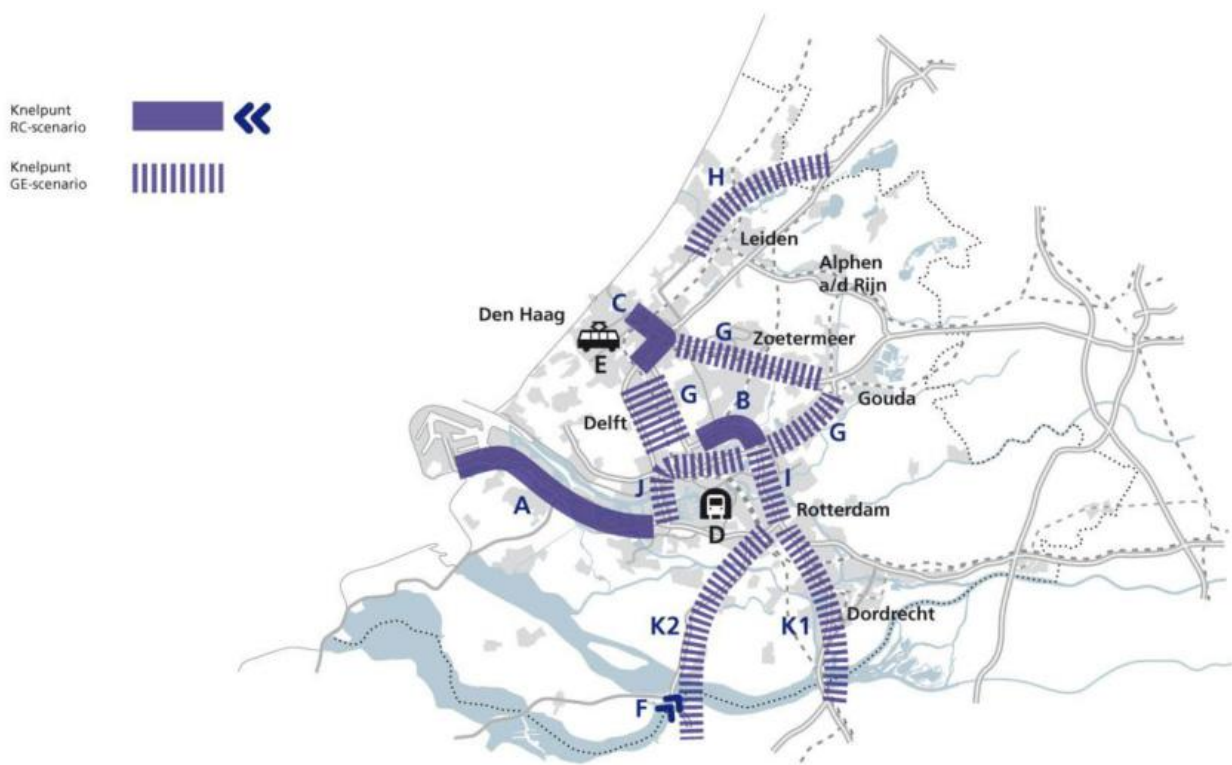 Knelpunt
RC-scenario
Knelpunt
GE-scenario
H
Leiden
Alphen
a/d Rijn
Den Haag
C
E
G
Zoetermeer
G
B
Gouda
Delft
G
J
I
A
D
Rotterdam
K2
K1
Dordrecht
F